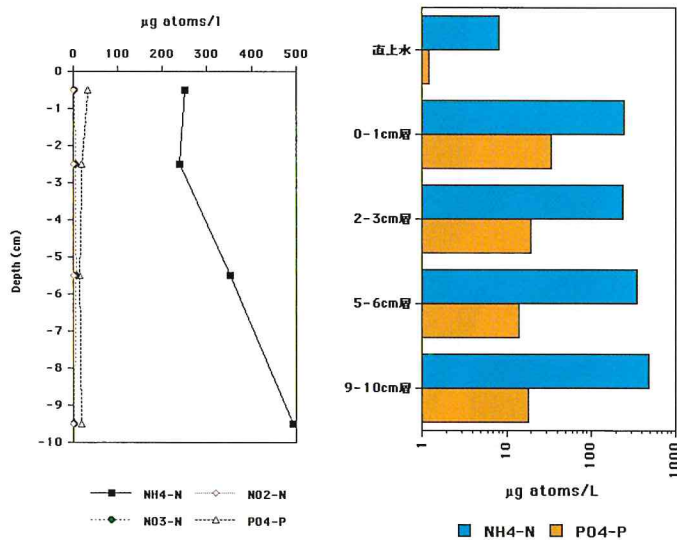 µg atoms/l
0 100 200 300 400 500
Depth (cm)
0
-1
-2
-3
-4
-5
-6
-7
-8
-9
-10
NH4-N NO2-N
NO3-N PO4-P
直上水
0-1cm層
2-3cm層
5-6cm層
9-10cm層
1 10 100 1000
µg atoms/L
NH4-N PO4-P